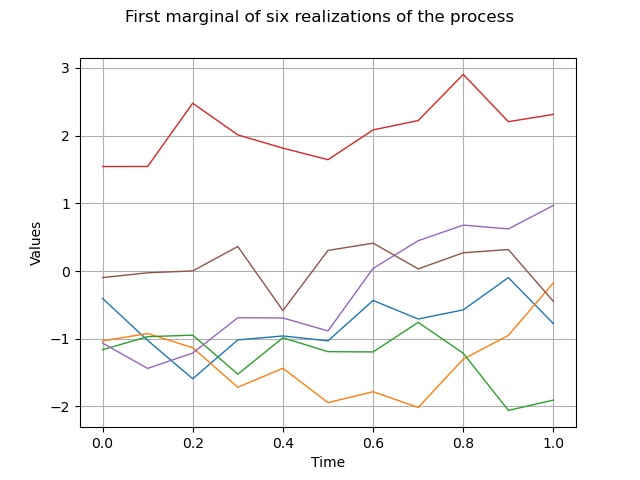 First marginal of six realizations of the process
3
2
1
0
−1
−2
Values
0.0 0.2 0.4 0.6 0.8 1.0
Time